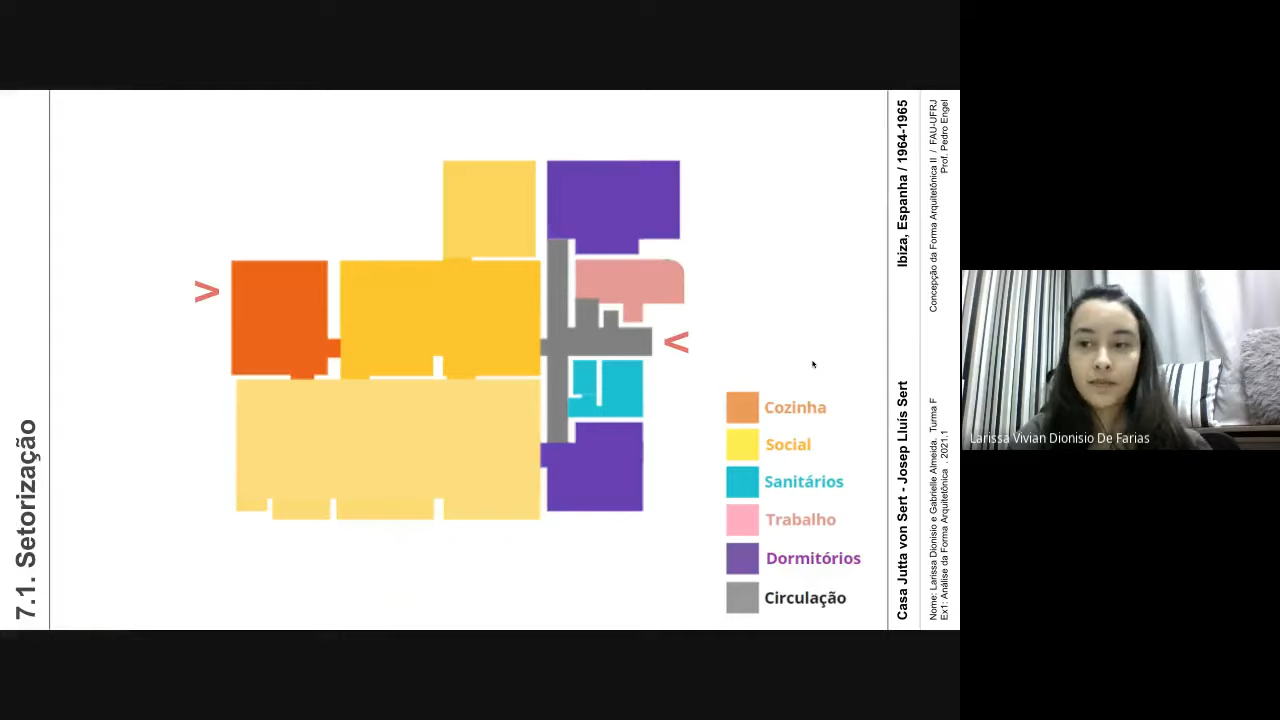 7.1. Setorização
Cozinha
Social
Sanitários
Trabalho
Dormitórios
Circulação
Casa Jutta von Sert - Josep Lluís Sert
Ibiza, Espanha / 1964-1965
Nome: Larissa Dionisio e Gabrielle Almeida. Turma F
Ex1: Análise da Forma Arquitetônica . 2021.1
Concepção da Forma Arquitetônica II / FAU-UFRJ
Prof. Pedro Engel
Larissa Vivian Dionisio De Farias